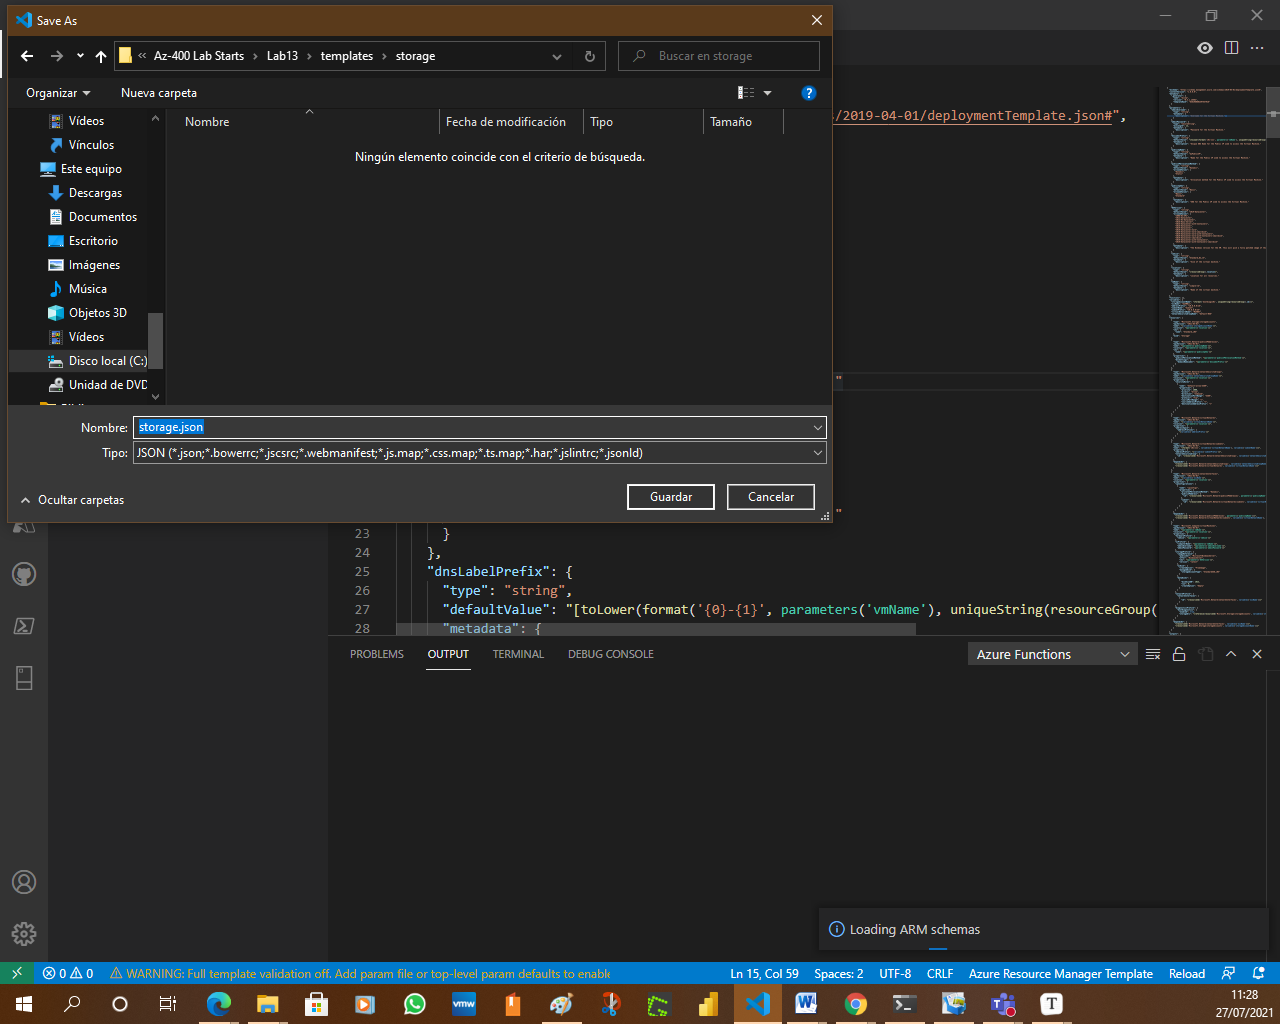 Save As
Az-400 Lab Starts
Lab13
templates
storage
Buscar en storage
Organizar
Nueva carpeta
Nombre
Fecha de modificación
Tipo
Tamaño
Ningún elemento coincide con el criterio de búsqueda.
Vídeos
Vínculos
Este equipo
Descargas
Documentos
Escritorio
Imágenes
Música
Objetos 3D
Vídeos
Disco local (C:)
Unidad de DVD
Nombre: storage.json
Tipo: JSON (*.json;*.bowerrc;*.jscsrc;*.webmanifest;*.js.map;*.css.map;*.ts.map;*.har;*.jslintrc;*.jsonld)
Ocultar carpetas
Guardar
Cancelar
/2019-04-01/deploymentTemplate.json#",
"
"
23 }
24 },
25 "dnsLabelPrefix": {
26 "type": "string",
27 "defaultValue": "[toLower(format('{0}-{1}', parameters('vmName'), uniqueString(resourceGroup(
28 "metadata": {
PROBLEMS
OUTPUT
TERMINAL
DEBUG CONSOLE
Azure Functions
Loading ARM schemas
0 0
WARNING: Full template validation off. Add param file or top-level param defaults to enable
Ln 15, Col 59
Spaces: 2
UTF-8
CRLF
Azure Resource Manager Template
Reload
vmw
W
T
11:28
27/07/2021